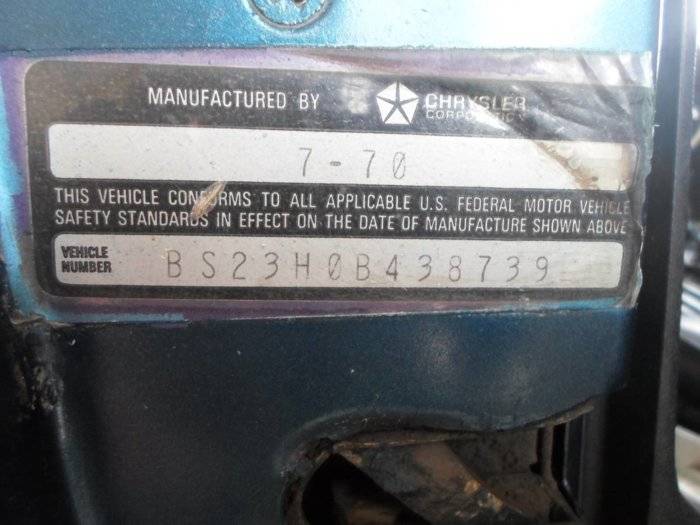 MANUFACTURED BY CHRYSLER
CORPORATION
7-70
THIS VEHICLE CONFORMS TO ALL APPLICABLE U.S. FEDERAL MOTOR VEHICLE
SAFETY STANDARDS IN EFFECT ON THE DATE OF MANUFACTURE SHOWN ABOVE
VEHICLE
NUMBER BS23H0B438739